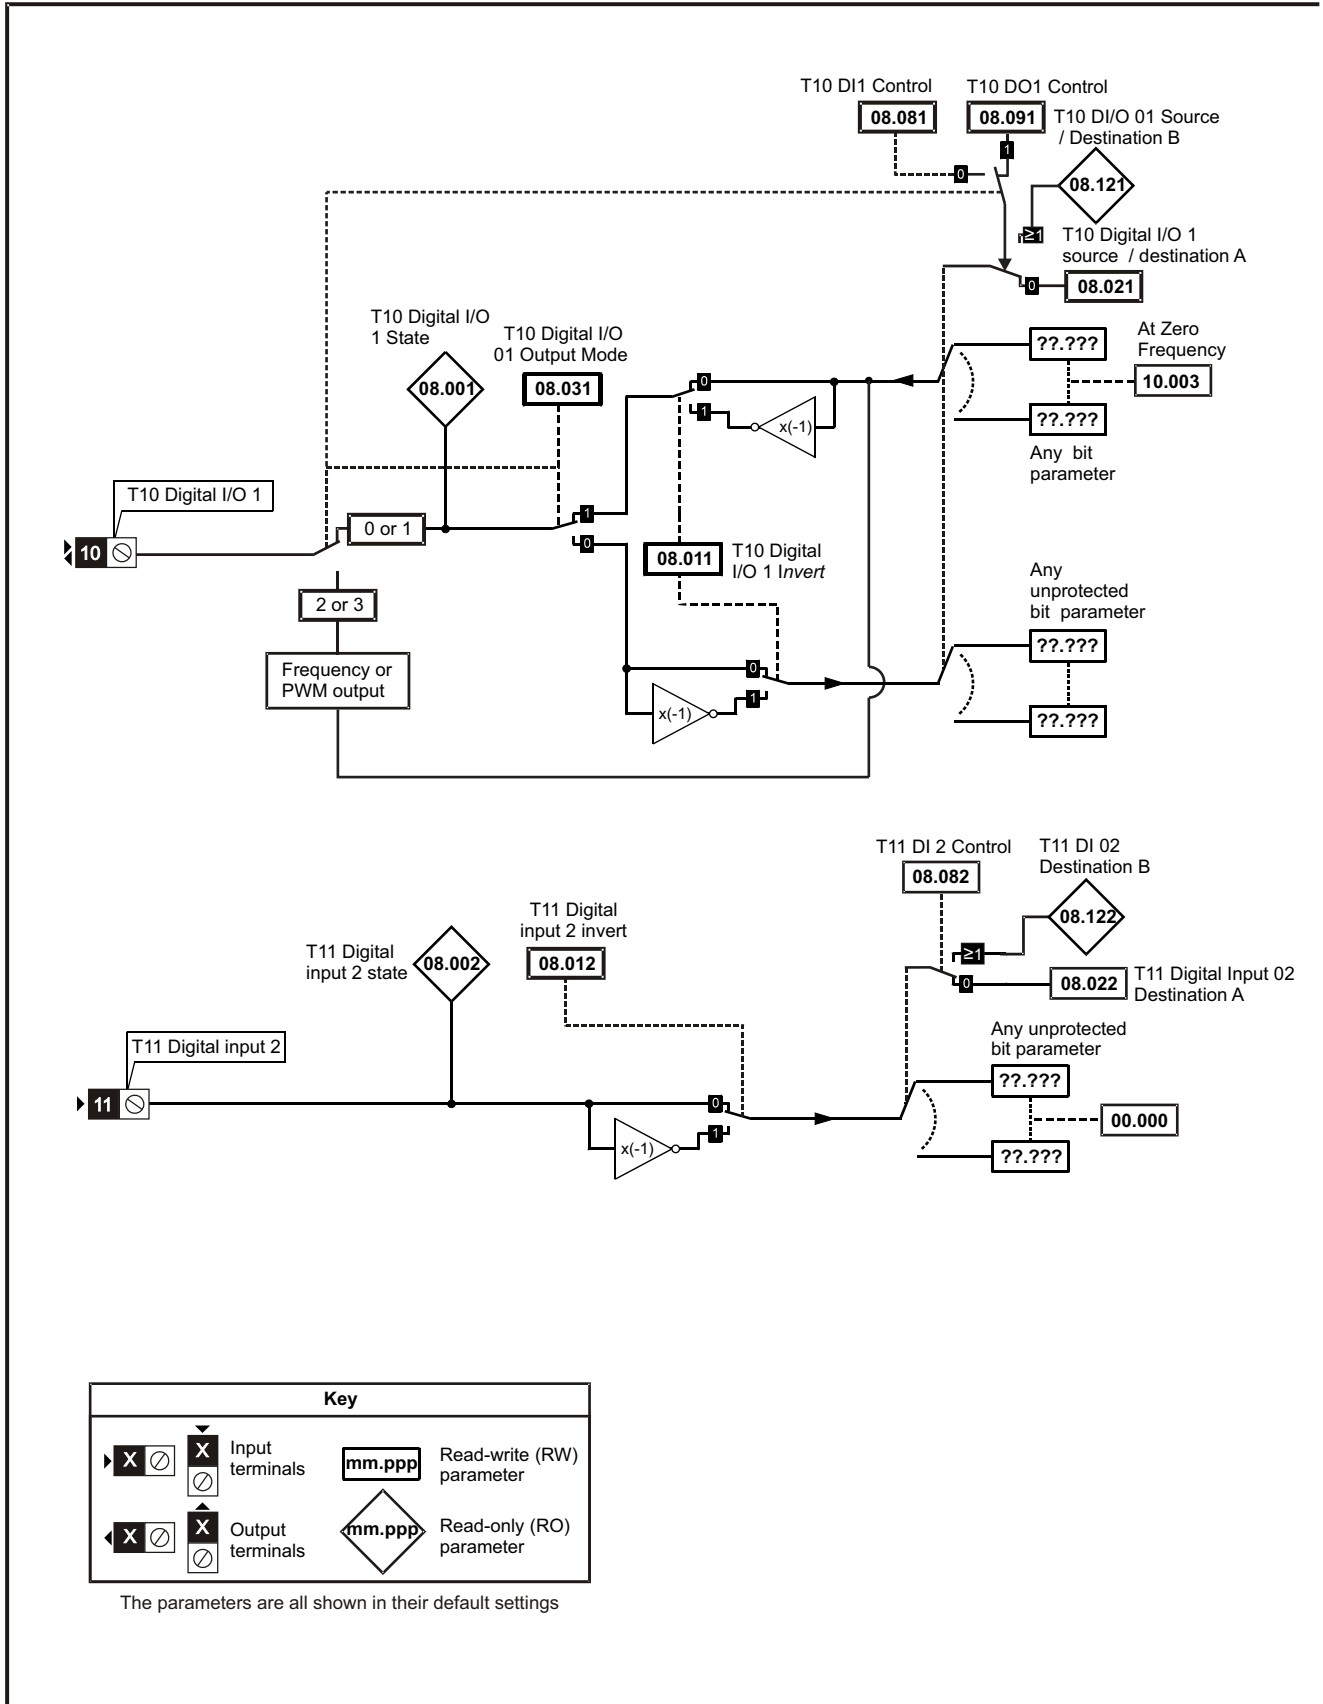 T10 DI1 Control
T10 DO1 Control
08.081
08.091
T10 DI/O 01 Source
/ Destination B
1
0
08.121
≥1
T10 Digital I/O 1
source / destination A
0
08.021
T10 Digital I/O
1 State
T10 Digital I/O
01 Output Mode
08.001
08.031
0
1
x(-1)
??.???
At Zero
Frequency
10.003
??.???
Any bit
parameter
T10 Digital I/O 1
10
0 or 1
1
0
08.011
T10 Digital
I/O 1 Invert
2 or 3
Frequency or
PWM output
Any
unprotected
bit parameter
??.???
??.???
0
1
x(-1)
T11 DI 2 Control
08.082
T11 DI 02
Destination B
08.122
≥1
0
08.022
T11 Digital Input 02
Destination A
T11 Digital
input 2 state
08.002
T11 Digital
input 2 invert
08.012
T11 Digital input 2
11
0
1
x(-1)
Any unprotected
bit parameter
??.???
00.000
??.???
Key
X
X
Input
terminals
mm.ppp
Read-write (RW)
parameter
X
X
Output
terminals
mm.ppp
Read-only (RO)
parameter
The parameters are all shown in their default settings